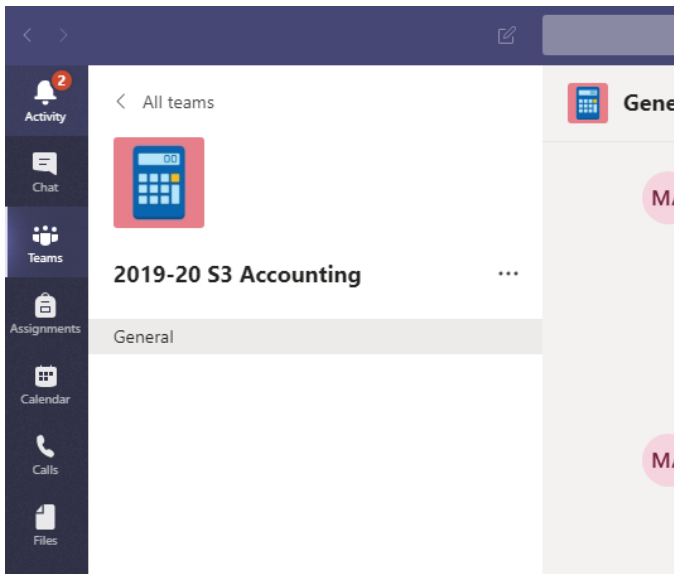 2
Activity
Chat
Teams
Assignments
Calendar
Calls
Files
All teams
00
2019-20 S3 Accounting
...
General
Gene
MA
MA